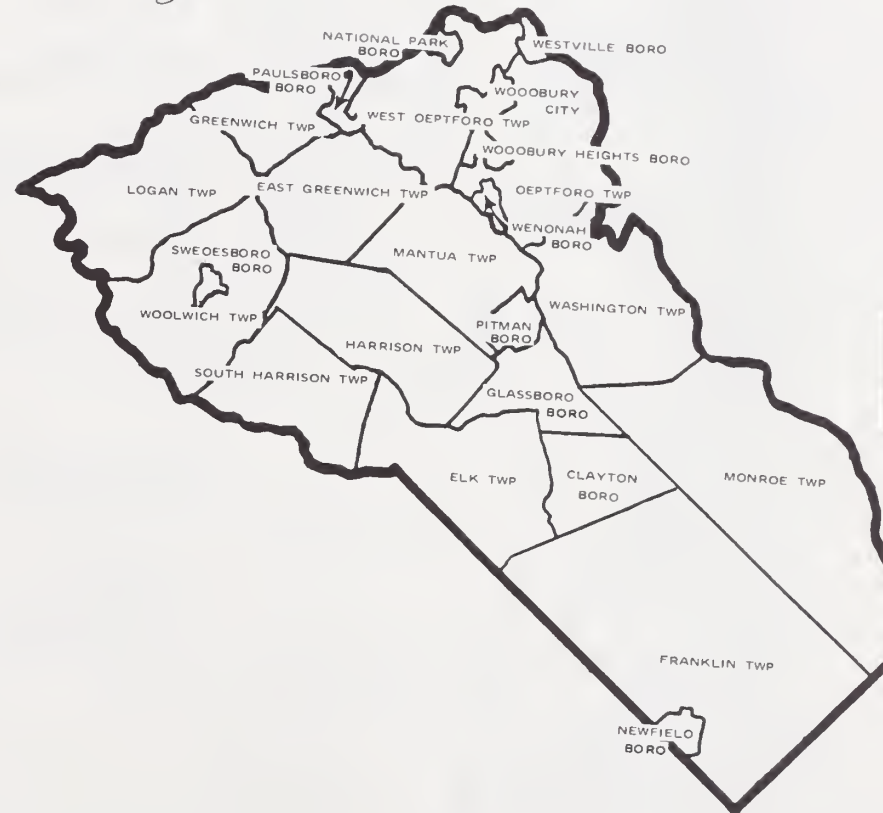 NATIONAL PARK
BORO
WESTVILLE BORO
PAULSBORO
BORO
WOODBURY
CITY
GREENWICH TWP
WEST OEPTFORO TWP
WOODBURY HEIGHTS BORO
LOGAN TWP
EAST GREENWICH TWP
OEPTFORO TWP
WENONAH
BORO
SWEOESBORO
BORO
MANTUA TWP
WOOLWICH TWP
WASHINGTON TWP
PITMAN
BORO
HARRISON TWP
SOUTH HARRISON TWP
GLASSBORO
BORO
ELK TWP
CLAYTON
BORO
MONROE TWP
FRANKLIN TWP
NEWFIELO
BORO